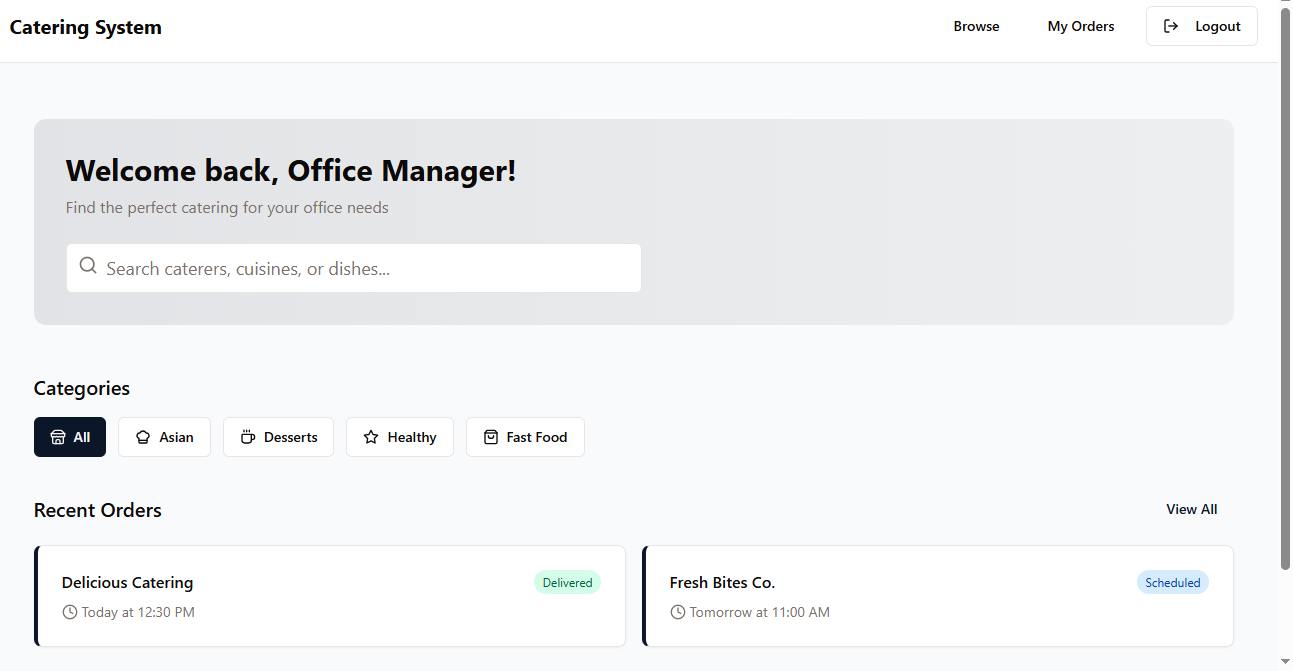 Catering System
Browse
My Orders
Logout
Welcome back, Office Manager!
Find the perfect catering for your office needs
Search caterers, cuisines, or dishes...
Categories
All
Asian
Desserts
Healthy
Fast Food
Recent Orders
View All
Delicious Catering
Delivered
Today at 12:30 PM
Fresh Bites Co.
Scheduled
Tomorrow at 11:00 AM